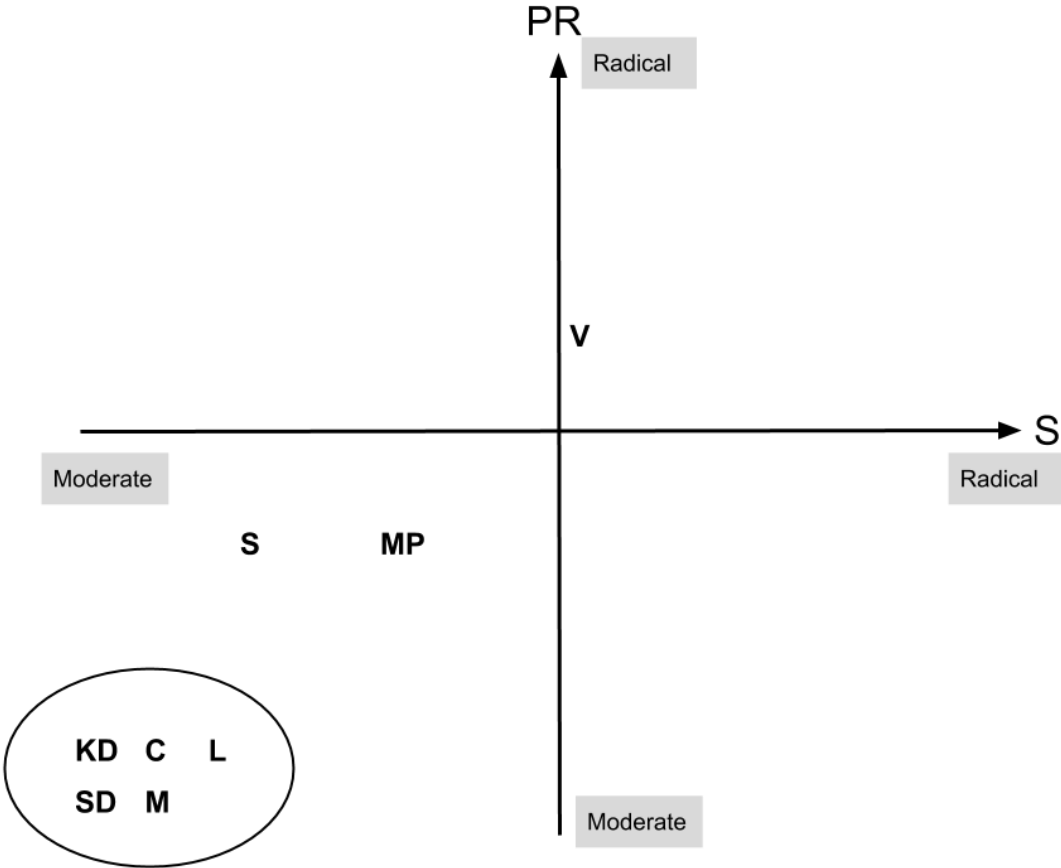 PR
Radical
V
S
Moderate
Radical
S MP
KD C L
SD M
Moderate